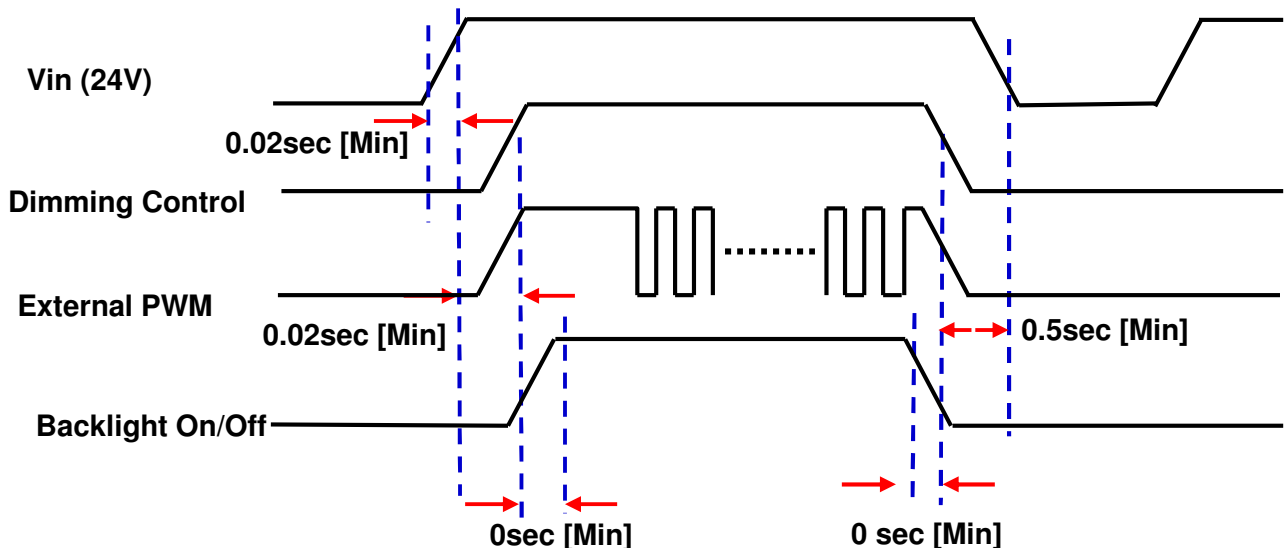 Vin (24V)
0.02sec [Min]
Dimming Control
External PWM
0.02sec [Min]
0.5sec [Min]
Backlight On/Off
0sec [Min]
0 sec [Min]